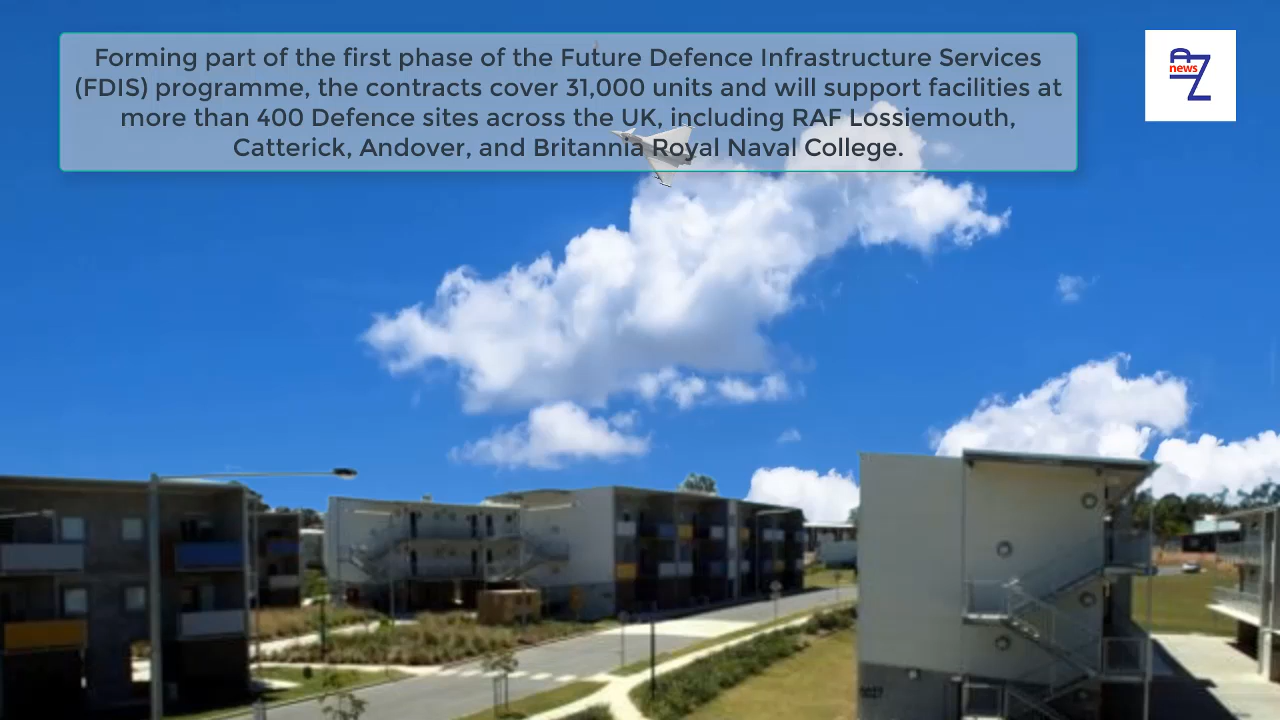 Forming part of the first phase of the Future Defence Infrastructure Services
(FDIS) programme, the contracts cover 31,000 units and will support facilities at
more than 400 Defence sites across the UK, including RAF Lossiemouth,
Catterick, Andover, and Britannia Royal Naval College.
AZ
news